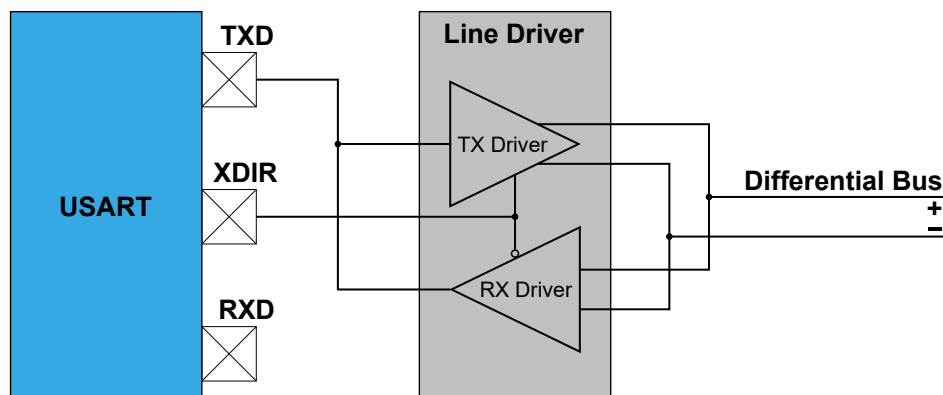 TXD
Line Driver
TX Driver
XDIR
Differential Bus
USART
+
−
RX Driver
RXD